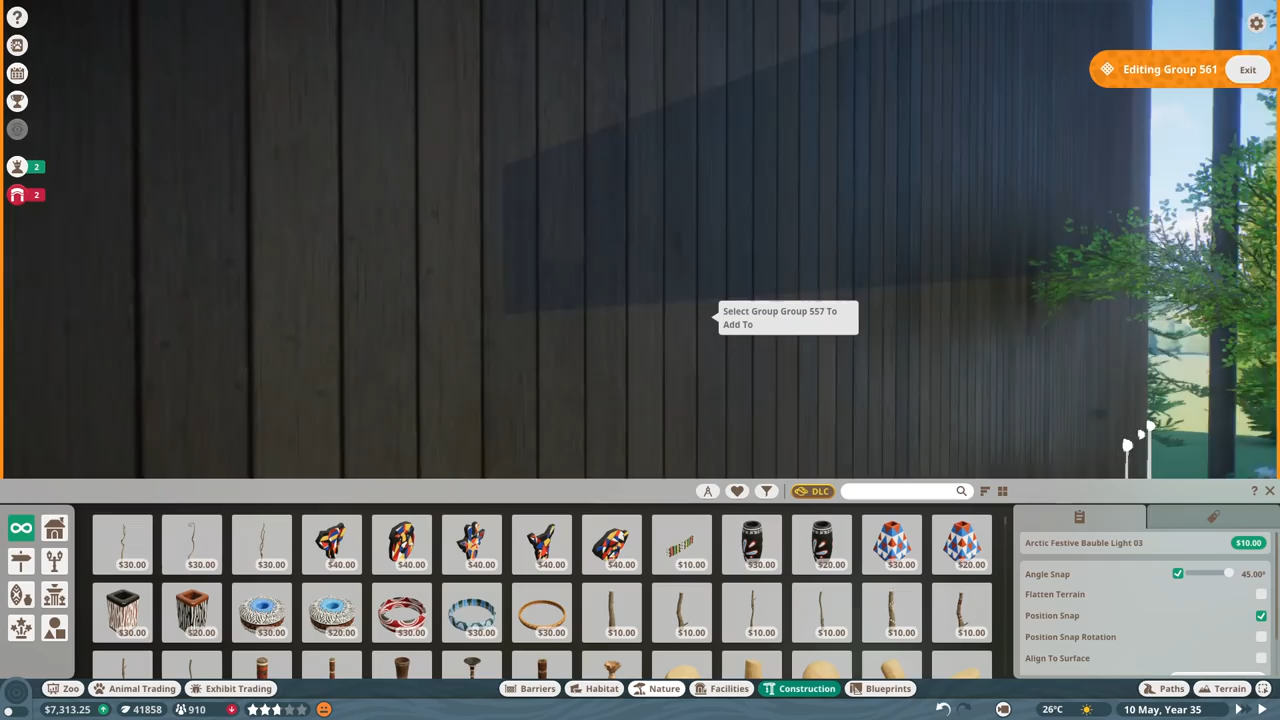 ?
Editing Group 561
Exit
2
2
Select Group Group 557 To
Add To
DLC
?
$30.00
$30.00
$30.00
$40.00
$40.00
$40.00
$40.00
$40.00
$10.00
$30.00
$20.00
$30.00
$20.00
$30.00
$20.00
$30.00
$20.00
$30.00
$30.00
$30.00
$10.00
$10.00
$10.00
$10.00
$10.00
$10.00
Arctic Festive Bauble Light 03
$10.00
Angle Snap
45.00°
Flatten Terrain
Position Snap
Position Snap Rotation
Align To Surface
Zoo
Animal Trading
Exhibit Trading
Barriers
Habitat
Nature
Facilities
Construction
Blueprints
Paths
Terrain
$7,313.25
41858
910
26°C
10 May, Year 35